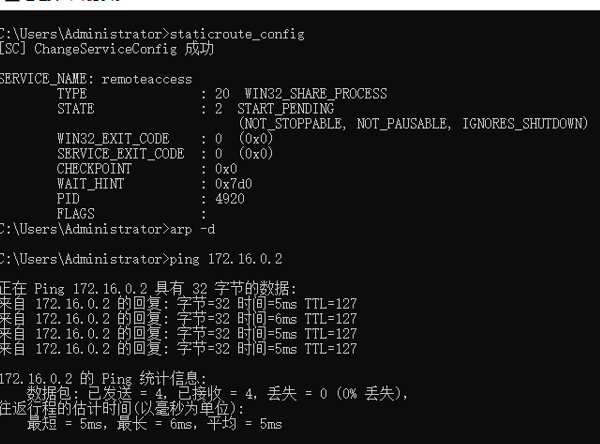 C:\Users\Administrator>staticroute_config
[SC] ChangeServiceConfig 成功
SERVICE_NAME: remoteaccess
TYPE : 20 WIN32_SHARE_PROCESS
STATE : 2 START_PENDING
(NOT_STOPPABLE, NOT_PAUSABLE, IGNORES_SHUTDOWN)
WIN32_EXIT_CODE : 0 (0x0)
SERVICE_EXIT_CODE : 0 (0x0)
CHECKPOINT : 0x0
WAIT_HINT : 0x7d0
PID : 4920
FLAGS :
C:\Users\Administrator>arp -d
C:\Users\Administrator>ping 172.16.0.2
正在 Ping 172.16.0.2 具有 32 字节的数据:
来自 172.16.0.2 的回复: 字节=32 时间=5ms TTL=127
来自 172.16.0.2 的回复: 字节=32 时间=6ms TTL=127
来自 172.16.0.2 的回复: 字节=32 时间=5ms TTL=127
来自 172.16.0.2 的回复: 字节=32 时间=5ms TTL=127
172.16.0.2 的 Ping 统计信息:
数据包: 已发送 = 4, 已接收 = 4, 丢失 = 0 (0% 丢失),
往返行程的估计时间(以毫秒为单位):
最短 = 5ms, 最长 = 6ms, 平均 = 5ms